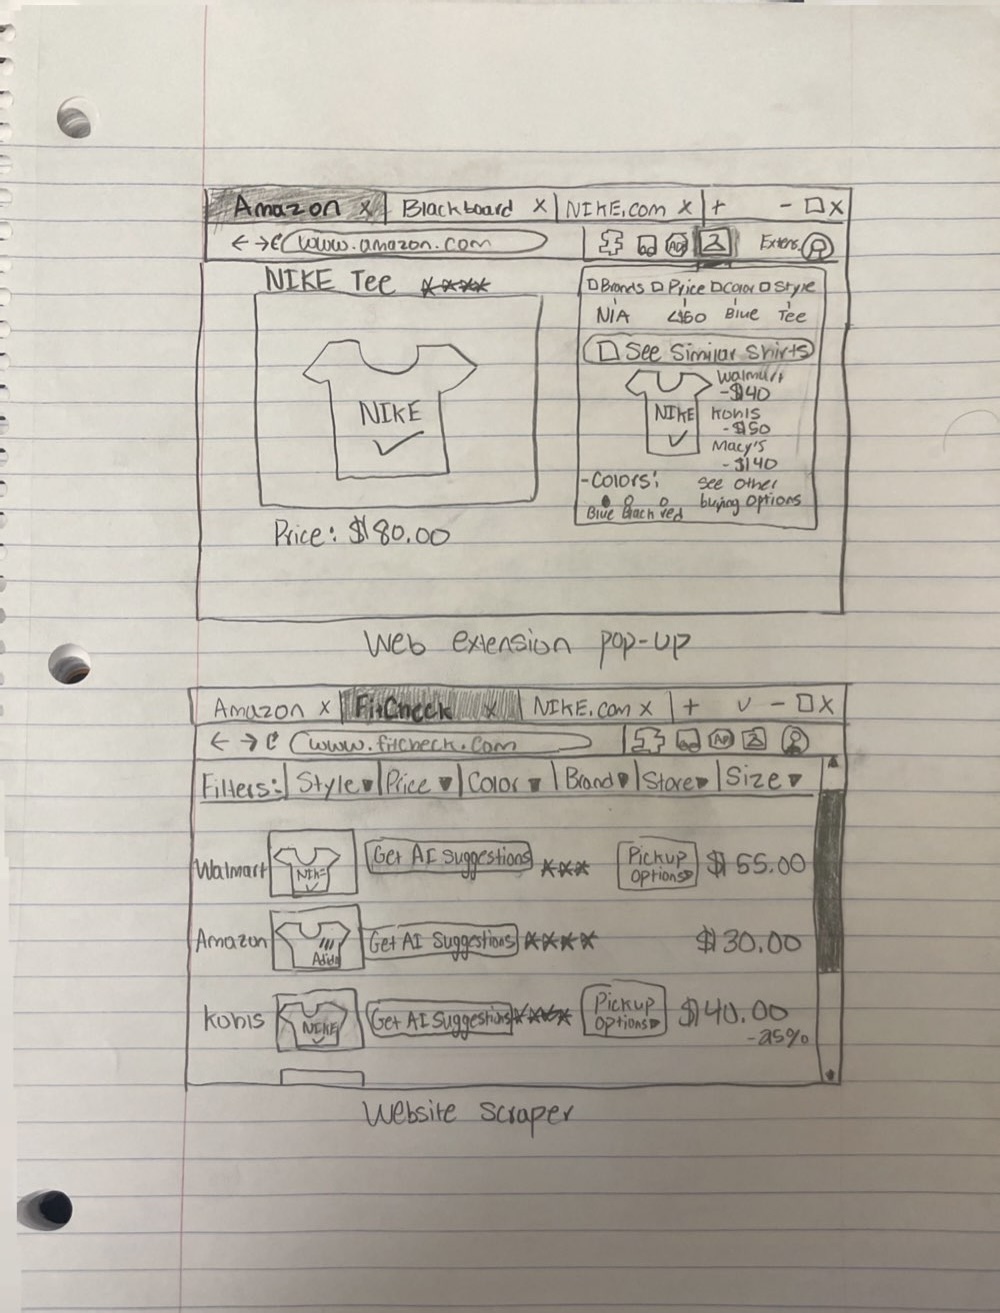 Amazon x Blackboard x NIKE.com x + - x
www.amazon.com Extens.
NIKE Tee
Brands Price Color Style
N/A Blue Tee
See Similar Shirts
Walmart
-$40
NIKE
NIKE Kohls
-$50
Macy's
-$140
-Colors: see other
Blue Black red buying options
Price: $80.00
Web extension pop-up
Amazon x FitCheck x NIKE.com x + v - x
www.fitcheck.com
Filters: Style Price Color Brand Store Size
Walmart NIKE Get AI Suggestions Pickup Options $55.00
Amazon Adidas Get AI Suggestions $30.00
Kohls NIKE Get AI Suggestions Pickup Options $40.00
-25%
Website scraper